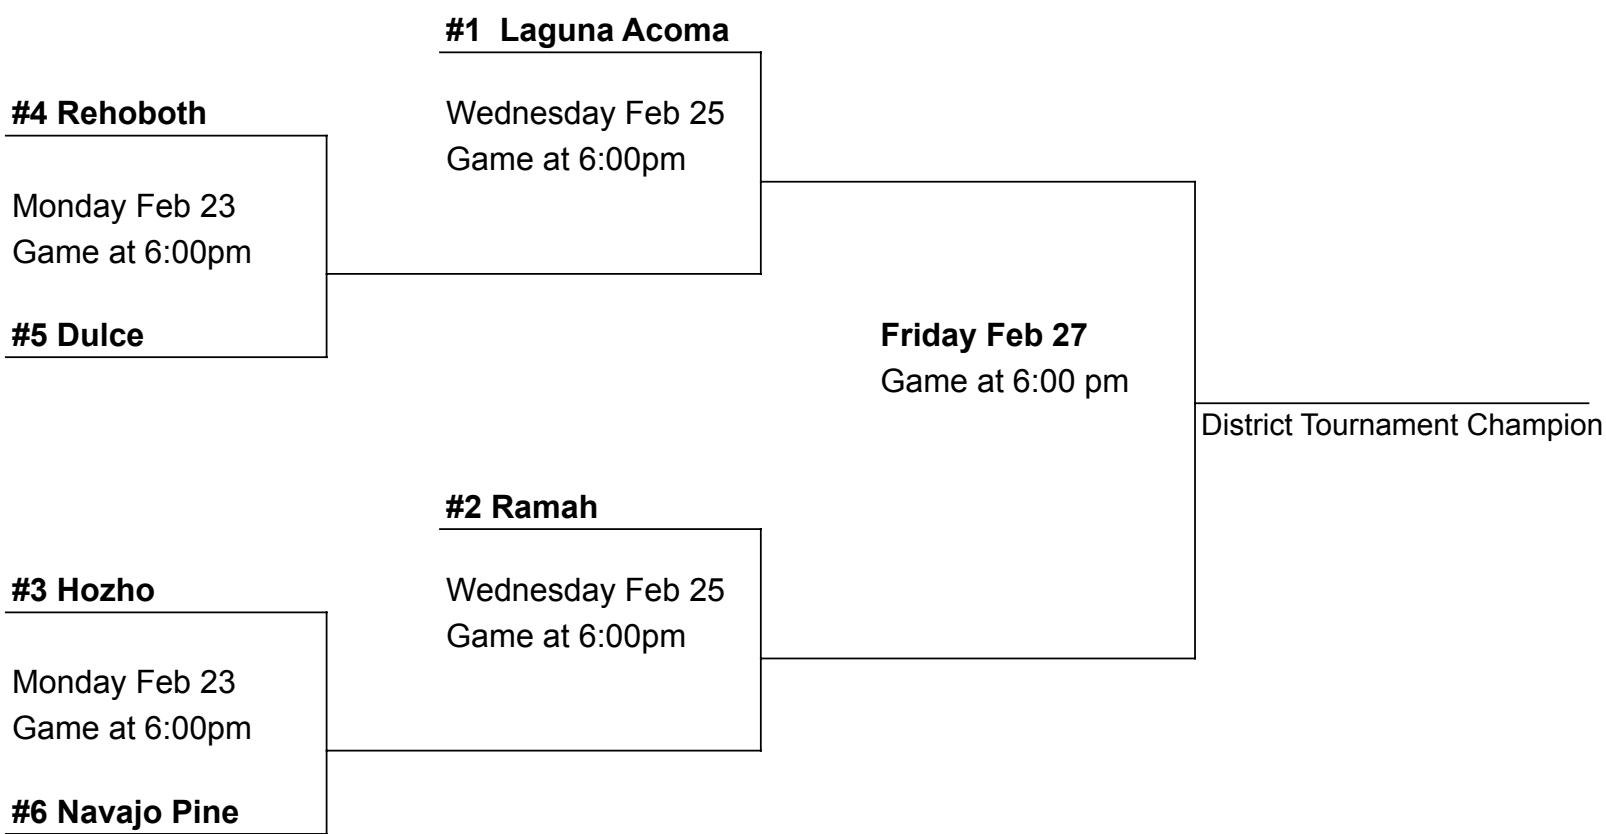 #1 Laguna Acoma
#4 Rehoboth
Wednesday Feb 25
Game at 6:00pm
Monday Feb 23
Game at 6:00pm
#5 Dulce
Friday Feb 27
Game at 6:00 pm
District Tournament Champion
#2 Ramah
#3 Hozho
Wednesday Feb 25
Game at 6:00pm
Monday Feb 23
Game at 6:00pm
#6 Navajo Pine